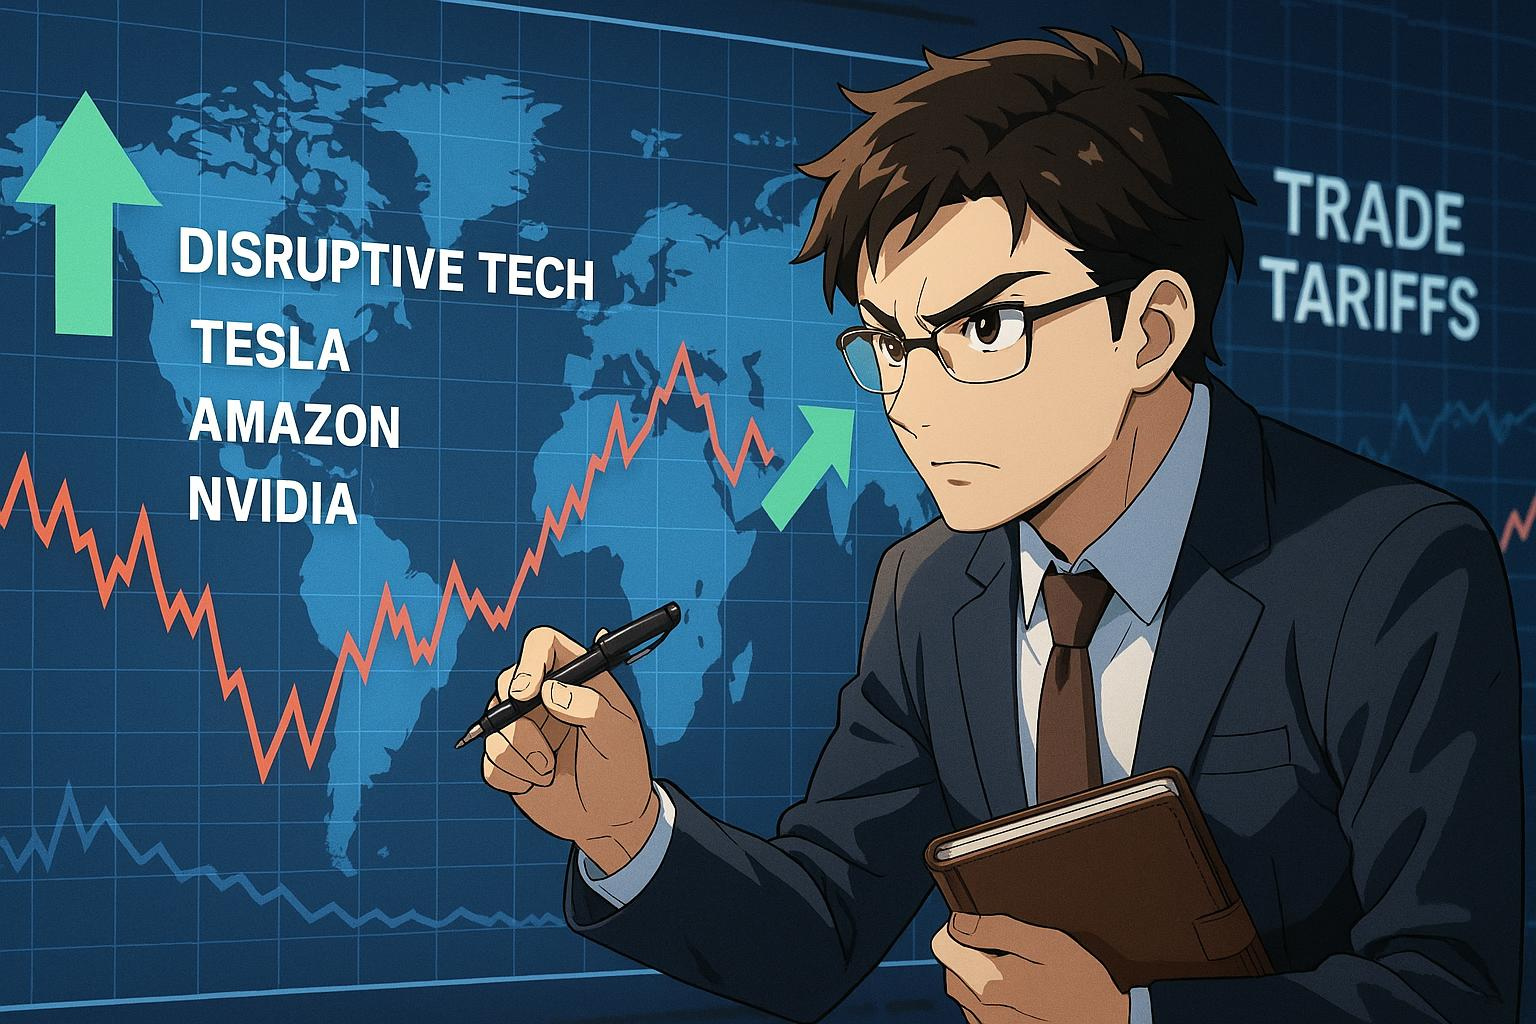 DISRUPTIVE TECH
TESLA
AMAZON
NVIDIA
TRADE
TARIFFS